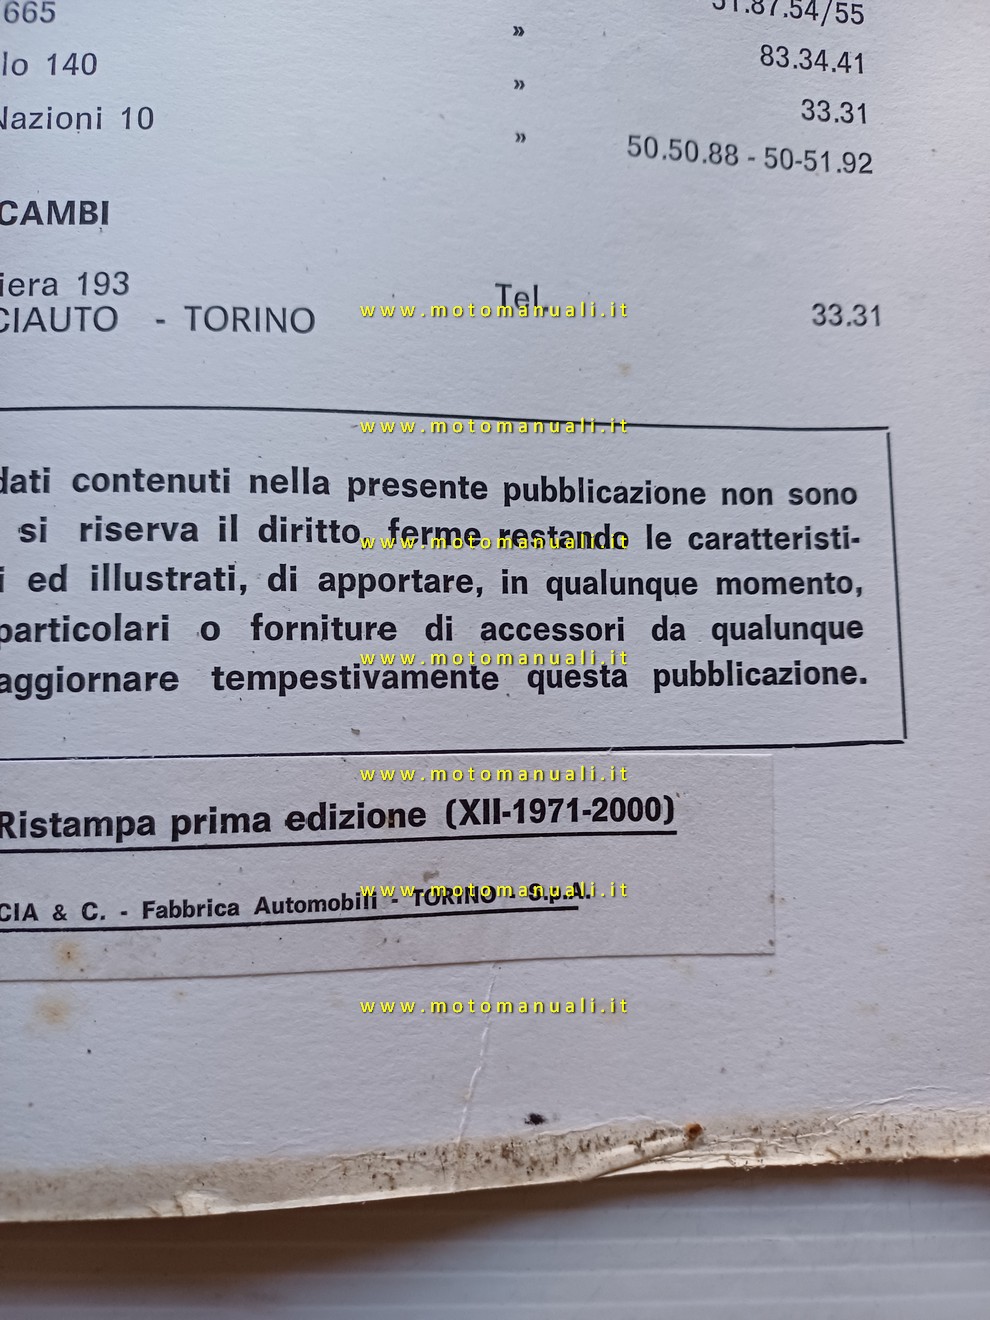 665 31.87.54/55
» 83.34.41
lo 140 » 33.31
Nazioni 10 » 50.50.88 - 50-51.92
CAMBI
iera 193 Tel. 33.31
CIAUTO - TORINO
www.motomanuali.it
www.motomanuali.it
dati contenuti nella presente pubblicazione non sono
si riserva il diritto, ferme restando le caratteristi-
www.motomanuali.it
i ed illustrati, di apportare, in qualunque momento,
particolari o forniture di accessori da qualunque
www.motomanuali.it
aggiornare tempestivamente questa pubblicazione.
www.motomanuali.it
Ristampa prima edizione (XII-1971-2000)
CIA & C. - Fabbrica Automobili - TORINO - S.p.A.
www.motomanuali.it
www.motomanuali.it